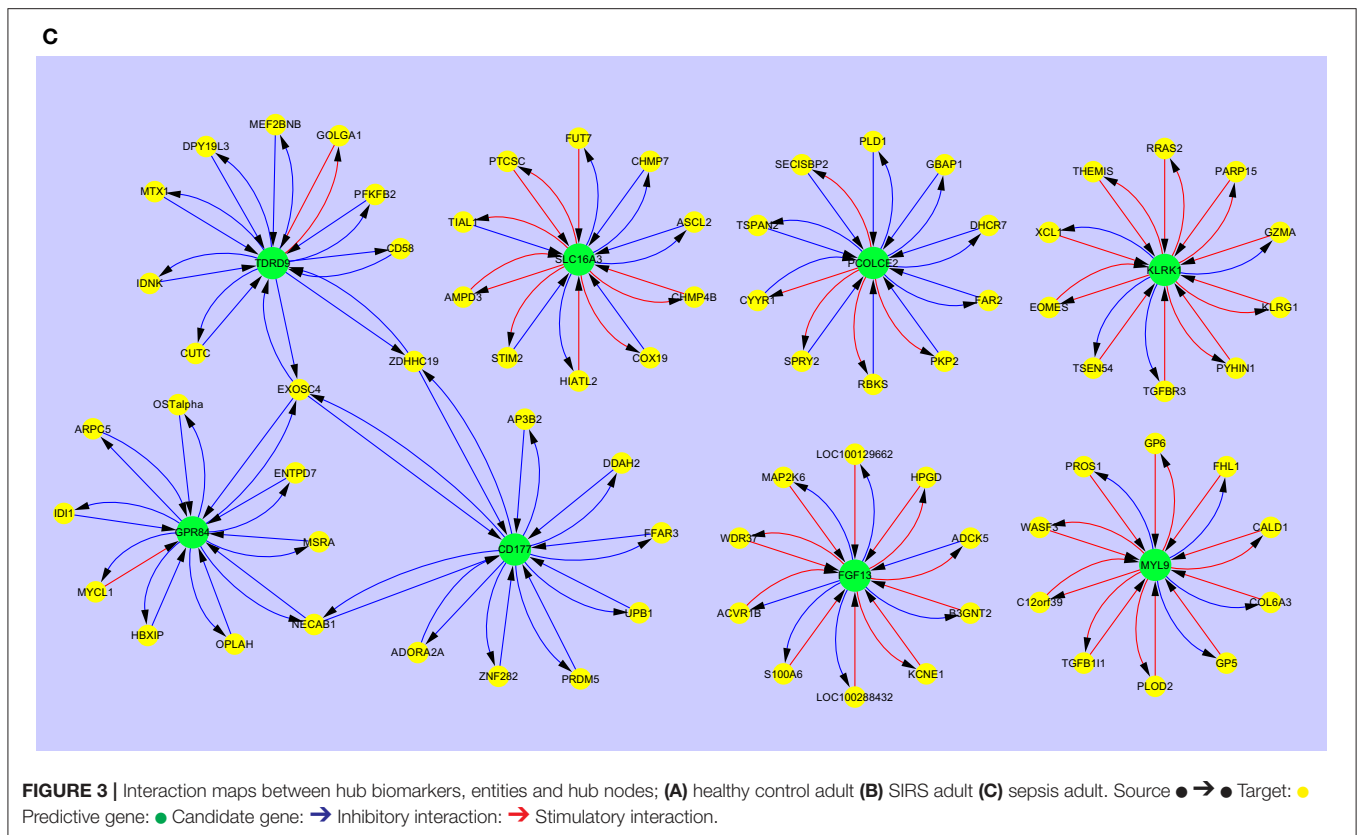 C
MEF2BNB
GOLGA1
DPY19L3
PFKFB2
MTX1
CD58
TDRD9
IDNK
CUTC
ZDHHC19
EXOSC4
FUT7
PTCSC
CHMP7
TIAL1
ASCL2
SLC16A3
AMPD3
CHMP4B
STIM2
COX19
HIATL2
PLD1
SECISBP2
GBAP1
TSPAN2
DHCR7
PCOLCE2
CYYR1
FAR2
SPRY2
PKP2
RBKS
RRAS2
THEMIS
PARP15
XCL1
GZMA
KLRK1
EOMES
KLRG1
TSEN54
PYHIN1
TGFBR3
OSTalpha
ARPC5
ENTPD7
IDI1
GPR84
MSRA
MYCL1
HBXIP
OPLAH
NECAB1
AP3B2
DDAH2
FFAR3
CD177
UPB1
ADORA2A
ZNF282
PRDM5
LOC100129662
MAP2K6
HPGD
WDR37
ADCK5
FGF13
ACVR1B
B3GNT2
S100A6
KCNE1
LOC100288432
GP6
PROS1
FHL1
WASF3
CALD1
MYL9
C12orf39
COL6A3
TGFB1I1
GP5
PLOD2
FIGURE 3 | Interaction maps between hub biomarkers, entities and hub nodes; (A) healthy control adult (B) SIRS adult (C) sepsis adult. Source ● → ● Target: ●
Predictive gene: ● Candidate gene: → Inhibitory interaction: → Stimulatory interaction.